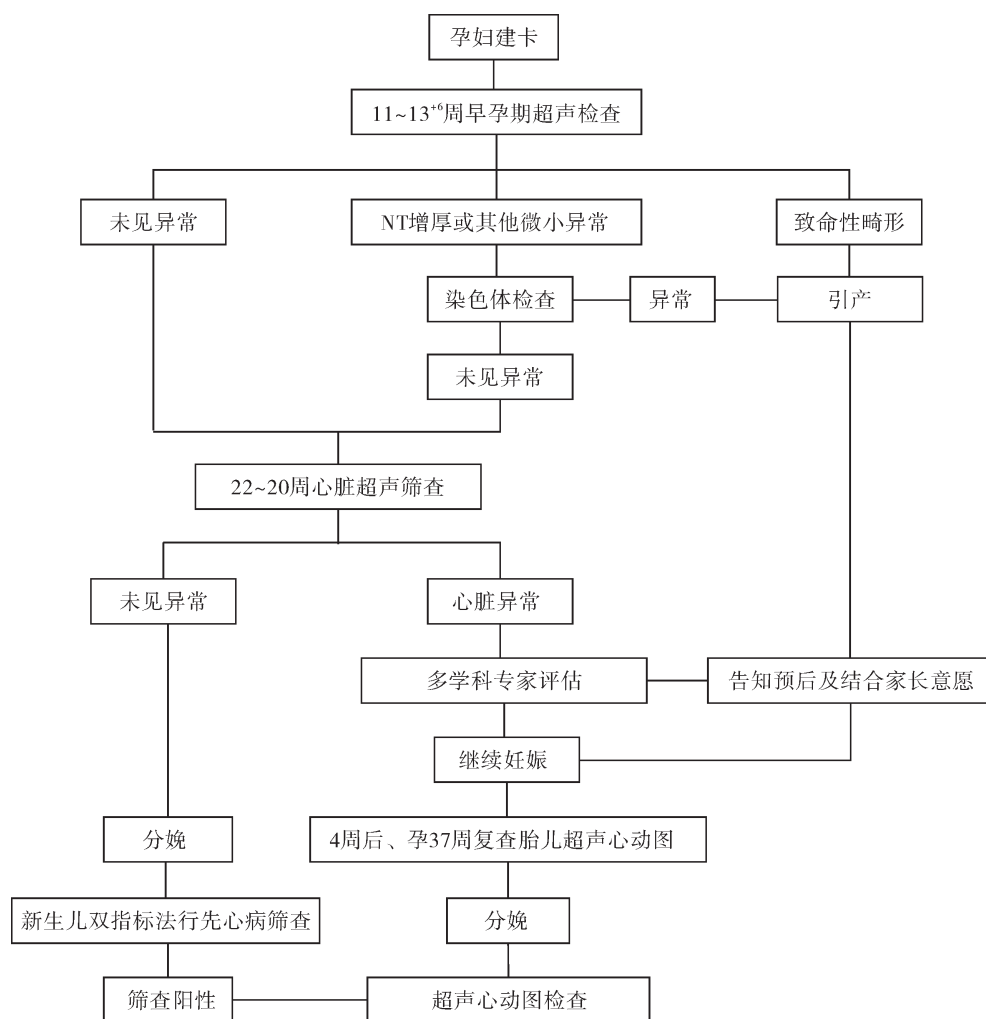 孕妇建卡
11~13⁺⁶周早孕期超声检查
未见异常
NT增厚或其他微小异常
致命性畸形
染色体检查
异常
引产
未见异常
22~20周心脏超声筛查
未见异常
心脏异常
多学科专家评估
告知预后及结合家长意愿
继续妊娠
分娩
4周后、孕37周复查胎儿超声心动图
新生儿双指标法行先心病筛查
分娩
筛查阳性
超声心动图检查